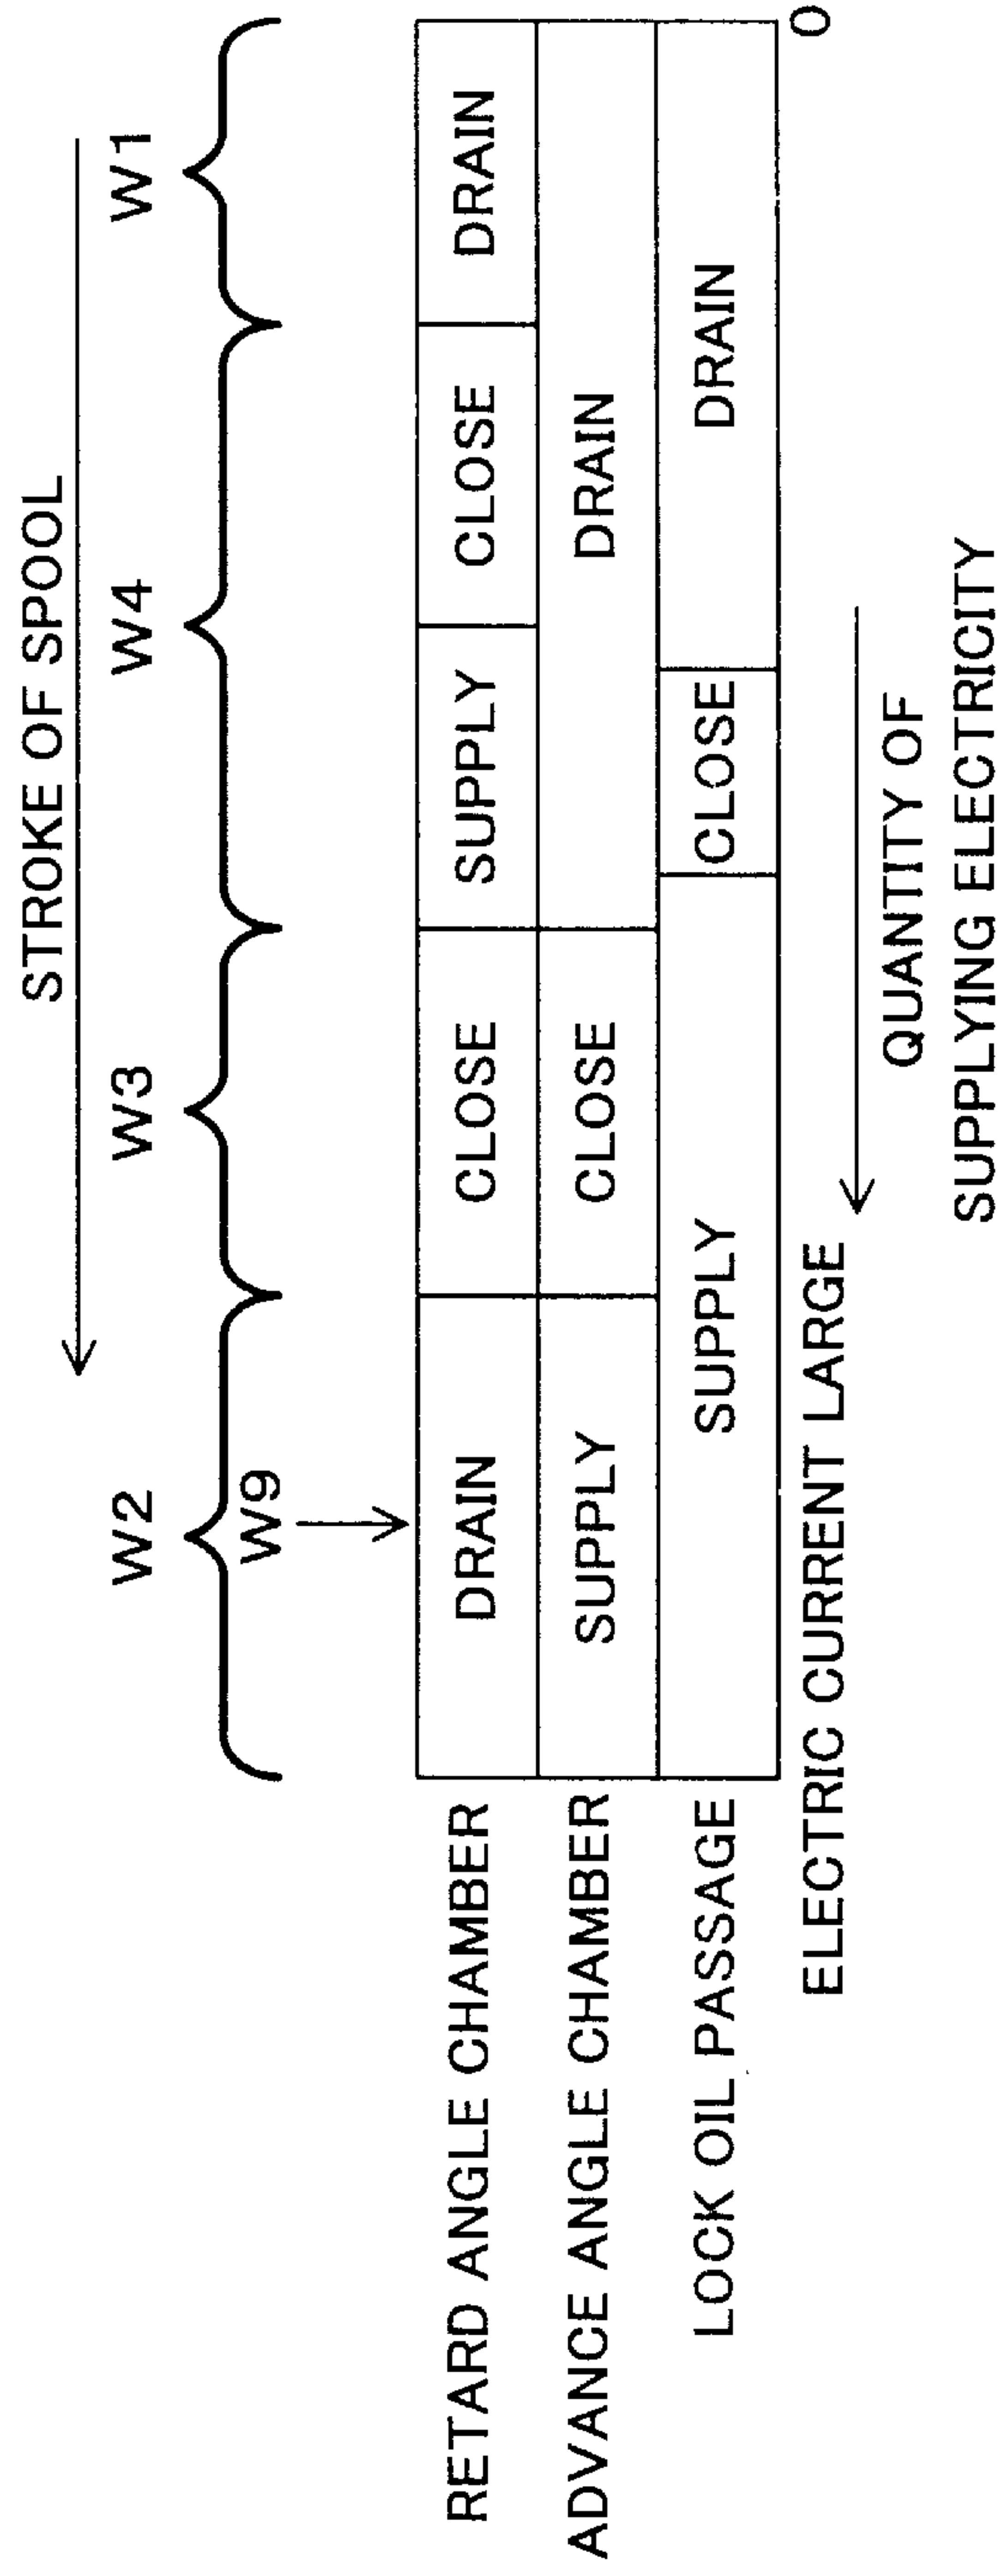 STROKE OF SPOOL
W2 W3 W4 W1
W9
RETARD ANGLE CHAMBER DRAIN CLOSE SUPPLY CLOSE DRAIN
ADVANCE ANGLE CHAMBER SUPPLY CLOSE DRAIN
LOCK OIL PASSAGE SUPPLY CLOSE DRAIN
ELECTRIC CURRENT LARGE 0
QUANTITY OF
SUPPLYING ELECTRICITY